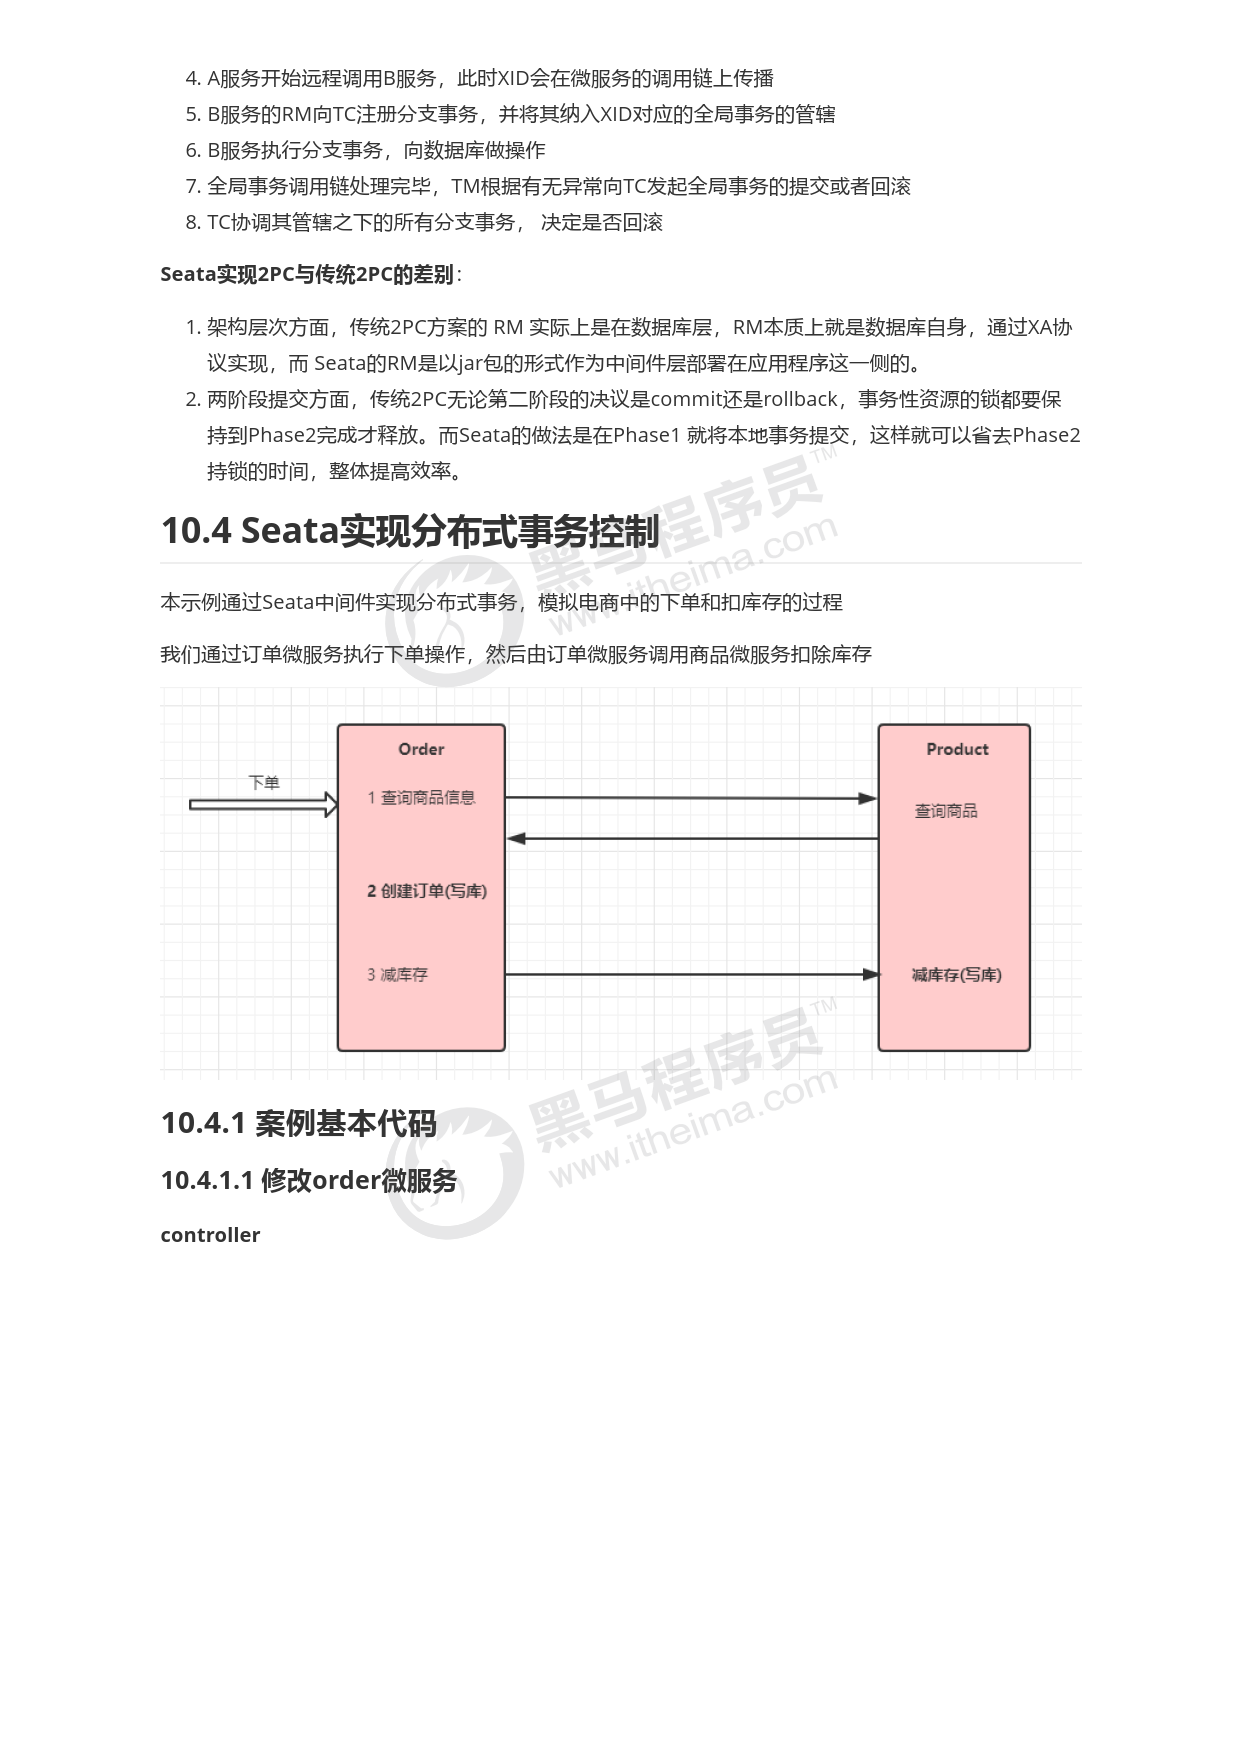 4. A服务开始远程调用B服务，此时XID会在微服务的调用链上传播
5. B服务的RM向TC注册分支事务，并将其纳入XID对应的全局事务的管辖
6. B服务执行分支事务，向数据库做操作
7. 全局事务调用链处理完毕，TM根据有无异常向TC发起全局事务的提交或者回滚
8. TC协调其管辖之下的所有分支事务， 决定是否回滚
Seata实现2PC与传统2PC的差别：
1. 架构层次方面，传统2PC方案的 RM 实际上是在数据库层，RM本质上就是数据库自身，通过XA协
议实现，而 Seata的RM是以jar包的形式作为中间件层部署在应用程序这一侧的。
2. 两阶段提交方面，传统2PC无论第二阶段的决议是commit还是rollback，事务性资源的锁都要保
持到Phase2完成才释放。而Seata的做法是在Phase1 就将本地事务提交，这样就可以省去Phase2
持锁的时间，整体提高效率。
黑马程序员™
www.itheima.com
10.4 Seata实现分布式事务控制
本示例通过Seata中间件实现分布式事务，模拟电商中的下单和扣库存的过程
我们通过订单微服务执行下单操作，然后由订单微服务调用商品微服务扣除库存
Order
Product
下单
1 查询商品信息
查询商品
2 创建订单(写库)
3 减库存
减库存(写库)
黑马程序员™
www.itheima.com
10.4.1 案例基本代码
10.4.1.1 修改order微服务
controller